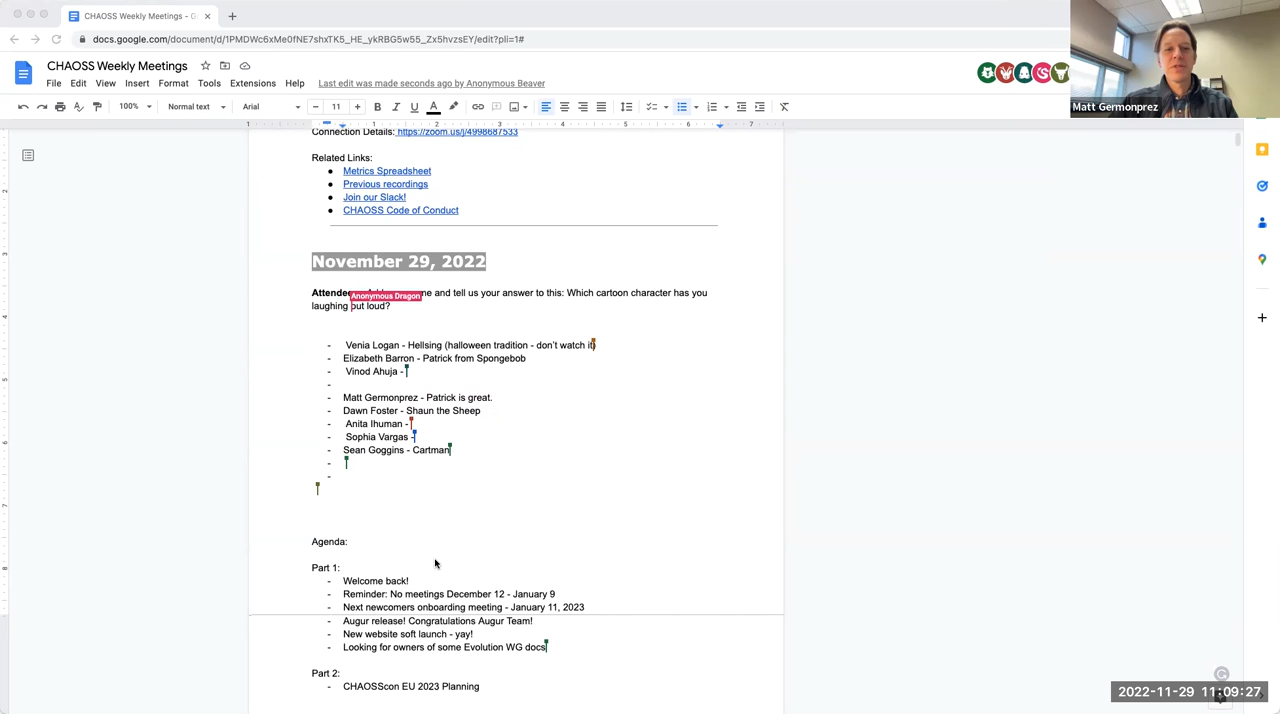 CHAOSS Weekly Meetings - G
docs.google.com/document/d/1PMDWc6xMe0fNE7shxTK5_HE_ykRBG5w55_Zx5hvzsEY/edit?pli=1#
CHAOSS Weekly Meetings
File Edit View Insert Format Tools Extensions Help Last edit was made seconds ago by Anonymous Beaver
Matt Germonprez
100% Normal text Arial 11
Connection Details: https://zoom.us/j/4998687533
Related Links:
● Metrics Spreadsheet
● Previous recordings
● Join our Slack!
● CHAOSS Code of Conduct
November 29, 2022
me and tell us your answer to this: Which cartoon character has you
Anonymous Dragon
laughing out loud?
- Venia Logan - Hellsing (halloween tradition - don't watch it)
- Elizabeth Barron - Patrick from Spongebob
- Vinod Ahuja -
-
- Matt Germonprez - Patrick is great.
- Dawn Foster - Shaun the Sheep
- Anita Ihuman -
- Sophia Vargas -
- Sean Goggins - Cartman
-
-
Agenda:
Part 1:
- Welcome back!
- Reminder: No meetings December 12 - January 9
- Next newcomers onboarding meeting - January 11, 2023
- Augur release! Congratulations Augur Team!
- New website soft launch - yay!
- Looking for owners of some Evolution WG docs
Part 2:
- CHAOSScon EU 2023 Planning
2022-11-29 11:09:27